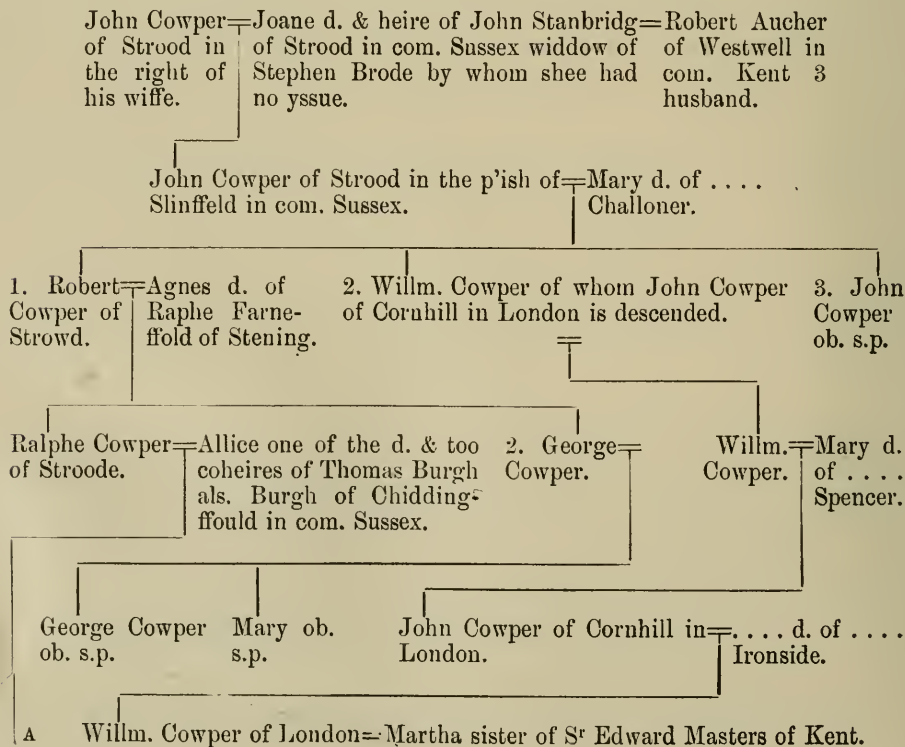 John Cowper=Joane d. & heire of John Stanbridg=Robert Aucher
of Strood in of Strood in com. Sussex widdow of of Westwell in
the right of Stephen Brode by whom shee had com. Kent 3
his wiffe. no yssue. husband.
John Cowper of Strood in the p'ish of=Mary d. of ....
Slinffeld in com. Sussex. Challoner.
1. Robert=Agnes d. of 2. Willm. Cowper of whom John Cowper 3. John
Cowper of Raphe Farne- of Cornhill in London is descended. Cowper
Strowd. ffold of Stening. = ob. s.p.
Ralphe Cowper=Allice one of the d. & too 2. George= Willm.=Mary d.
of Stroode. coheires of Thomas Burgh Cowper. Cowper. of ....
als. Burgh of Chidding- Spencer.
ffould in com. Sussex.
George Cowper Mary ob. John Cowper of Cornhill in=.... d. of ....
ob. s.p. s.p. London. Ironside.
A Willm. Cowper of London=Martha sister of Sr Edward Masters of Kent.